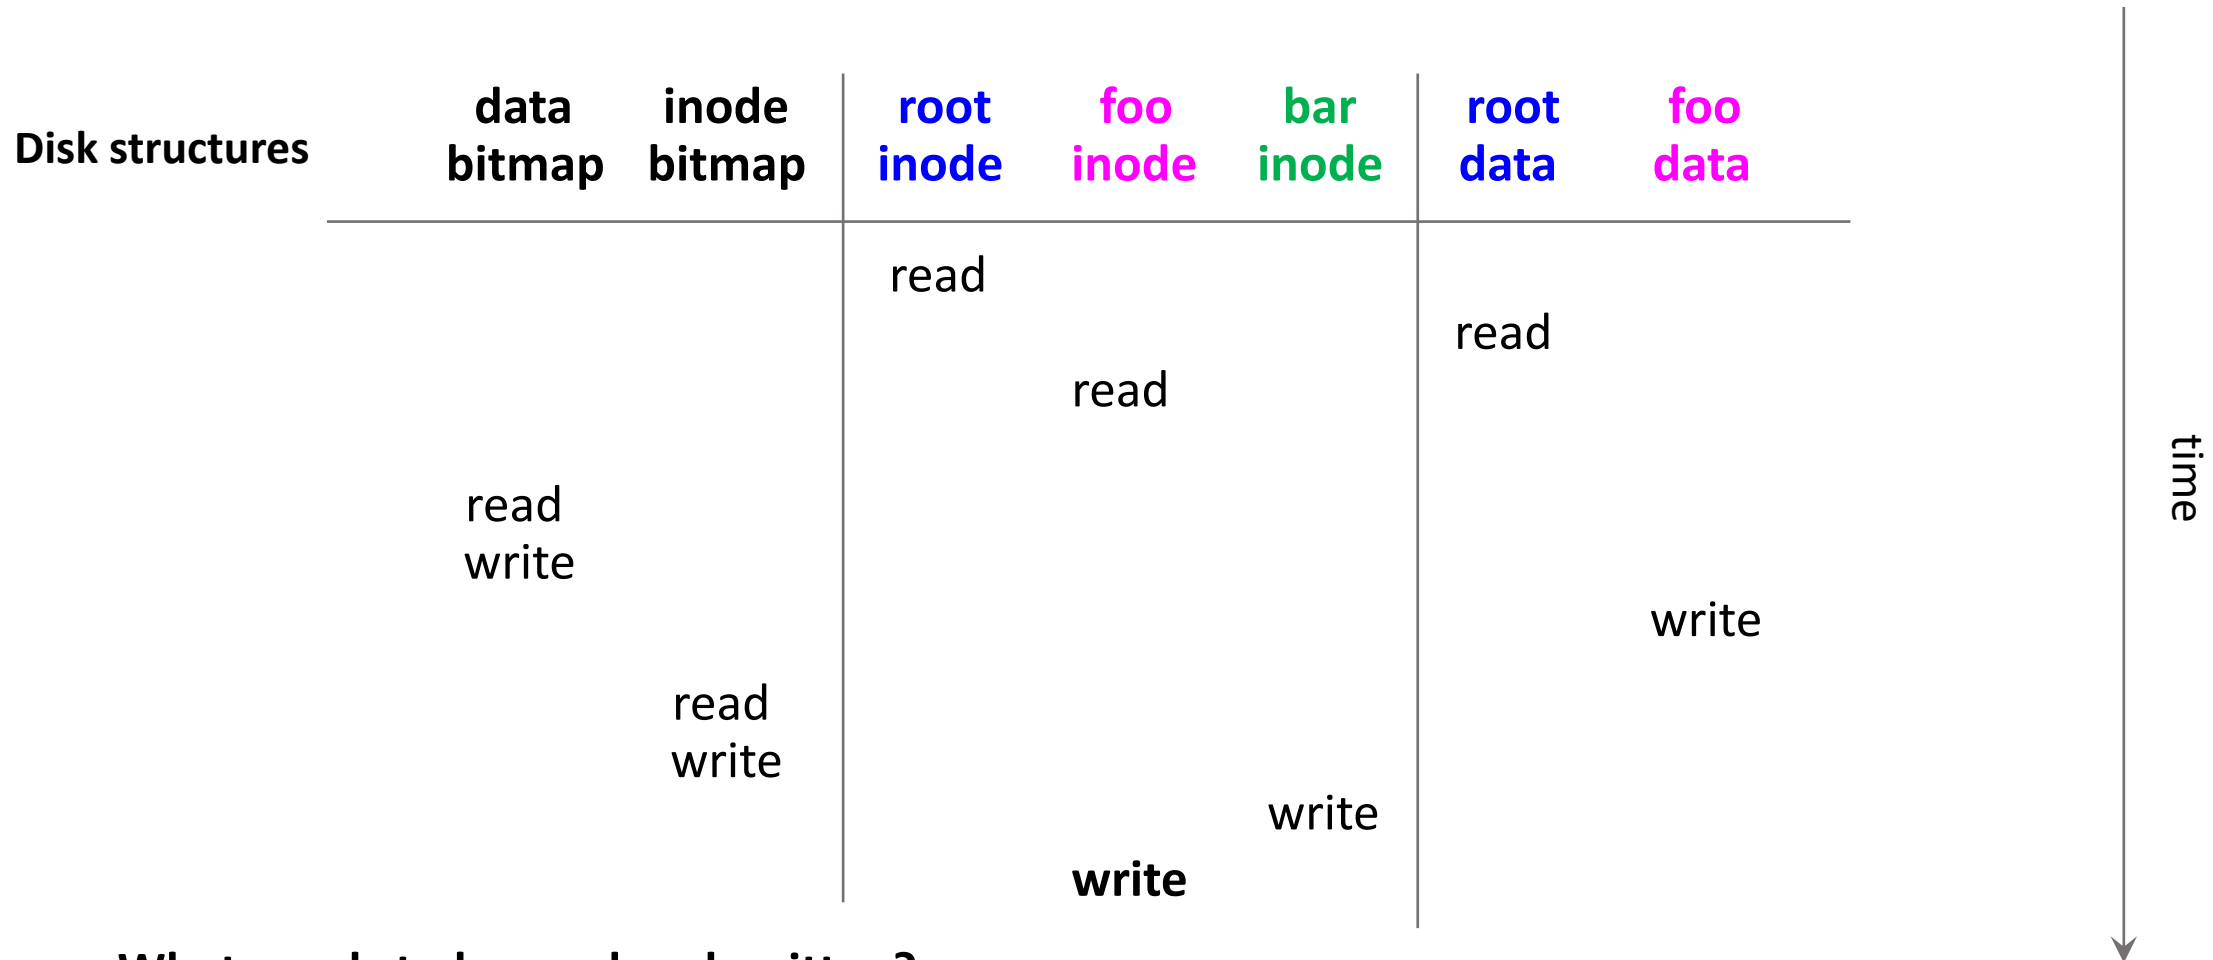 Disk structures
data bitmap
inode bitmap
root inode
foo inode
bar inode
root data
foo data
read
read
read
read
write
write
read
write
write
write
time